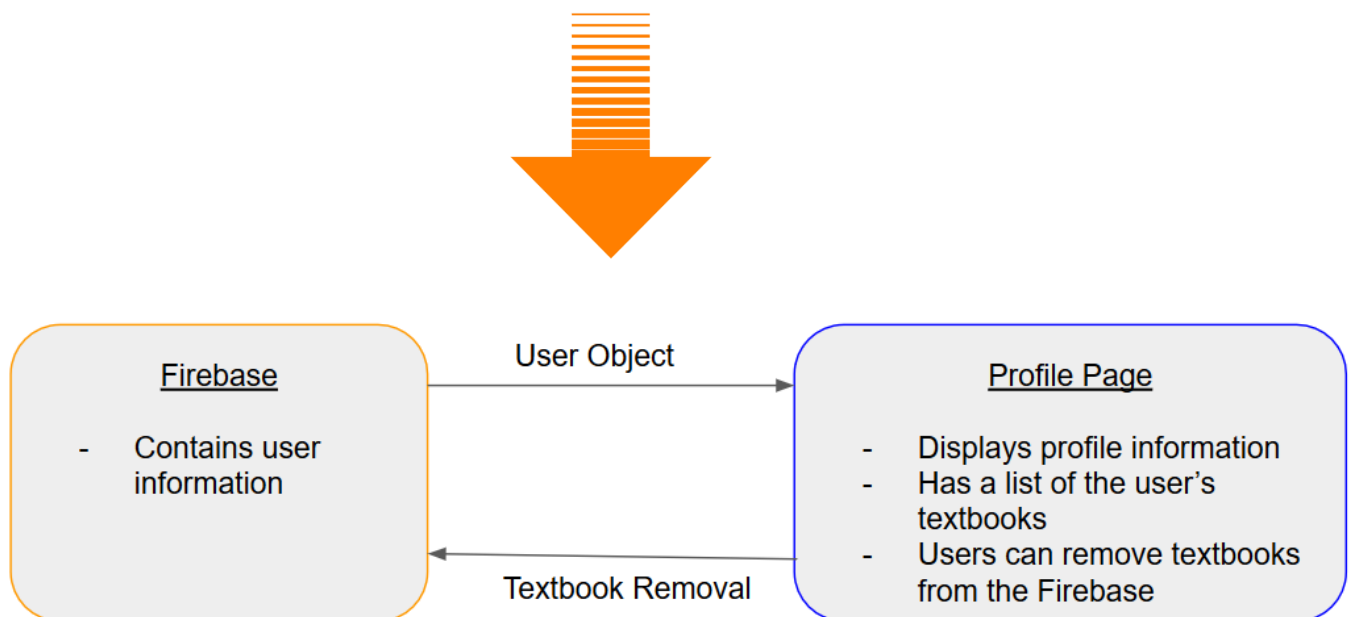 User Object
Firebase
- Contains user
information
Profile Page
- Displays profile information
- Has a list of the user’s
textbooks
- Users can remove textbooks
from the Firebase
Textbook Removal